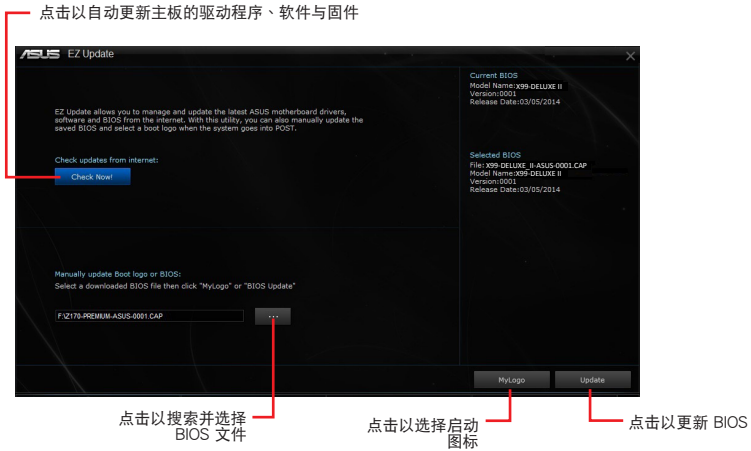 点击以自动更新主板的驱动程序、软件与固件
ASUS EZ Update
Current BIOS
Model Name:X99-DELUXE II
Version:0001
Release Date:03/05/2014
EZ Update allows you to manage and update the latest ASUS motherboard drivers,
software and BIOS from the internet. With this utility, you can also manually update the
saved BIOS and select a boot logo when the system goes into POST.
Check updates from internet:
Check Now!
Selected BIOS
File: X99-DELUXE_II-ASUS-0001.CAP
Model Name:X99-DELUXE II
Version:0001
Release Date:03/05/2014
Manually update Boot logo or BIOS:
Select a downloaded BIOS file then click "MyLogo" or "BIOS Update"
F:\Z170-PREMIUM-ASUS-0001.CAP
...
MyLogo
Update
点击以搜索并选择
BIOS 文件
点击以选择启动
图标
点击以更新 BIOS